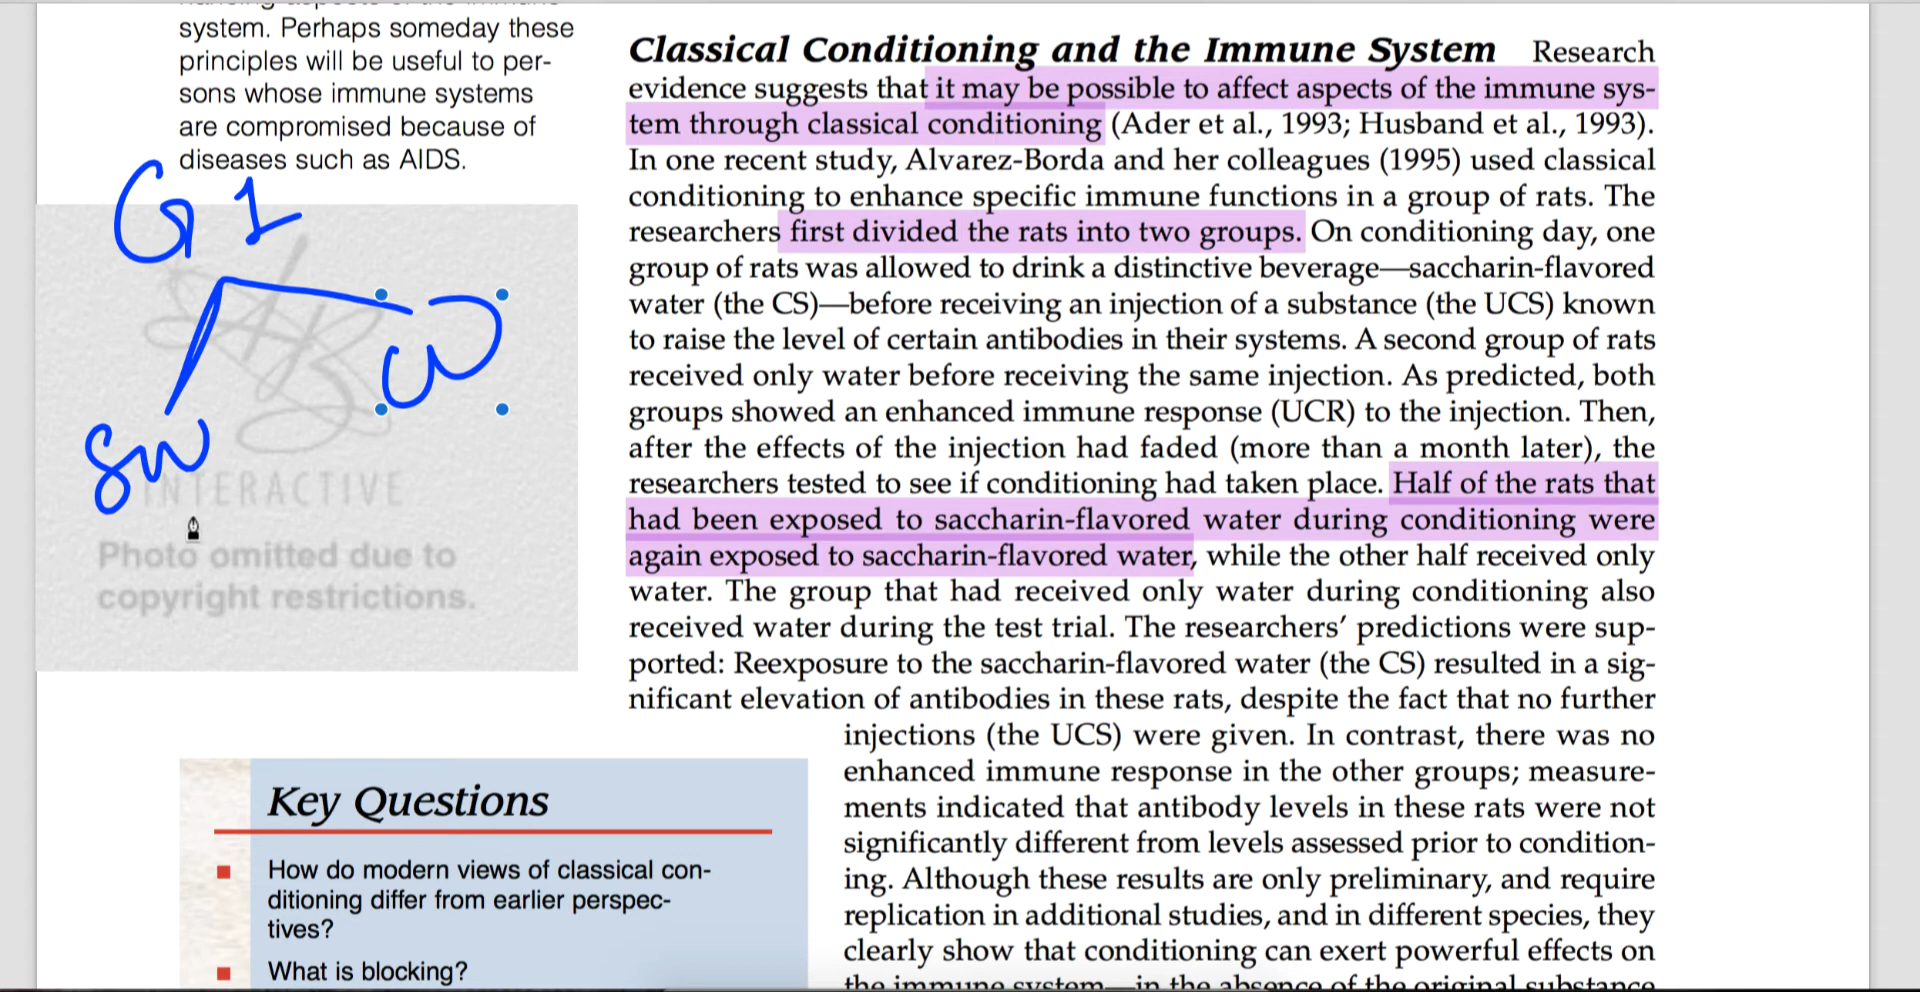 system. Perhaps someday these
principles will be useful to per-
sons whose immune systems
are compromised because of
diseases such as AIDS.
G1
SW
W
INTERACTIVE
Photo omitted due to
copyright restrictions.
Classical Conditioning and the Immune System Research
evidence suggests that it may be possible to affect aspects of the immune sys-
tem through classical conditioning (Ader et al., 1993; Husband et al., 1993).
In one recent study, Alvarez-Borda and her colleagues (1995) used classical
conditioning to enhance specific immune functions in a group of rats. The
researchers first divided the rats into two groups. On conditioning day, one
group of rats was allowed to drink a distinctive beverage—saccharin-flavored
water (the CS)—before receiving an injection of a substance (the UCS) known
to raise the level of certain antibodies in their systems. A second group of rats
received only water before receiving the same injection. As predicted, both
groups showed an enhanced immune response (UCR) to the injection. Then,
after the effects of the injection had faded (more than a month later), the
researchers tested to see if conditioning had taken place. Half of the rats that
had been exposed to saccharin-flavored water during conditioning were
again exposed to saccharin-flavored water, while the other half received only
water. The group that had received only water during conditioning also
received water during the test trial. The researchers' predictions were sup-
ported: Reexposure to the saccharin-flavored water (the CS) resulted in a sig-
nificant elevation of antibodies in these rats, despite the fact that no further
injections (the UCS) were given. In contrast, there was no
enhanced immune response in the other groups; measure-
ments indicated that antibody levels in these rats were not
significantly different from levels assessed prior to condition-
ing. Although these results are only preliminary, and require
replication in additional studies, and in different species, they
clearly show that conditioning can exert powerful effects on
the immune system—in the absence of the original substance
Key Questions
How do modern views of classical con-
ditioning differ from earlier perspec-
tives?
What is blocking?